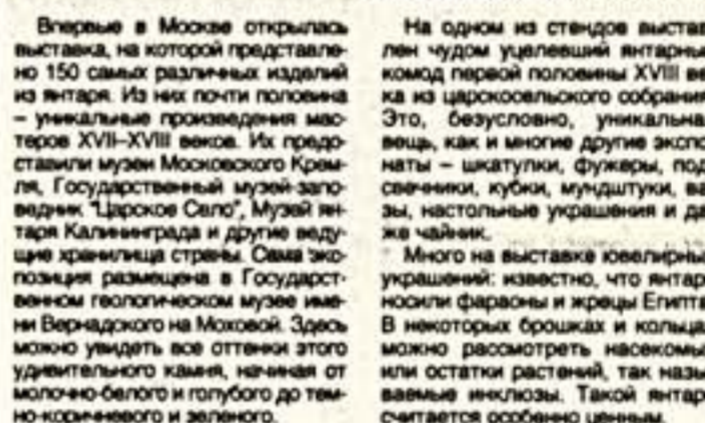 Впервые в Москве открылась
выставка, на которой представле-
но 150 самых различных изделий
из янтаря. Из них почти половина
– уникальные произведения мас-
теров XVII–XVIII веков. Их предо-
ставили музеи Московского Крем-
ля, Государственный музей-запо-
ведник "Царское Село", Музей ян-
таря Калининграда и другие веду-
щие хранилища страны. Сама экс-
позиция размещена в Государст-
венном геологическом музее име-
ни Вернадского на Моховой. Здесь
можно увидеть все оттенки этого
удивительного камня, начиная от
молочно-белого и голубого до тем-
но-коричневого и зеленого.
На одном из стендов выстав
лен чудом уцелевший янтарны
комод первой половины XVIII ве
ка из царскосельского собрания
Это, безусловно, уникальна
вещь, как и многие другие экспо
наты – шкатулки, фужеры, под
свечники, кубки, мундштуки, ва
зы, настольные украшения и да
же чайник.
Много на выставке ювелирны
украшений: известно, что янтар
носили фараоны и жрецы Египта
В некоторых брошках и кольца
можно рассмотреть насекомы
или остатки растений, так назы
ваемые инклюзы. Такой янтар
считается особенно ценным.